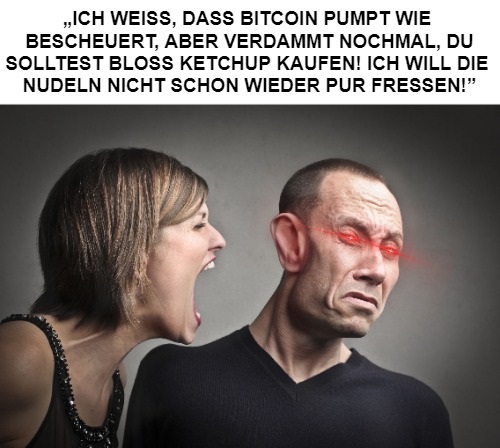 „ICH WEISS, DASS BITCOIN PUMPT WIE
BESCHEUERT, ABER VERDAMMT NOCHMAL, DU
SOLLTEST BLOSS KETCHUP KAUFEN! ICH WILL DIE
NUDELN NICHT SCHON WIEDER PUR FRESSEN!”